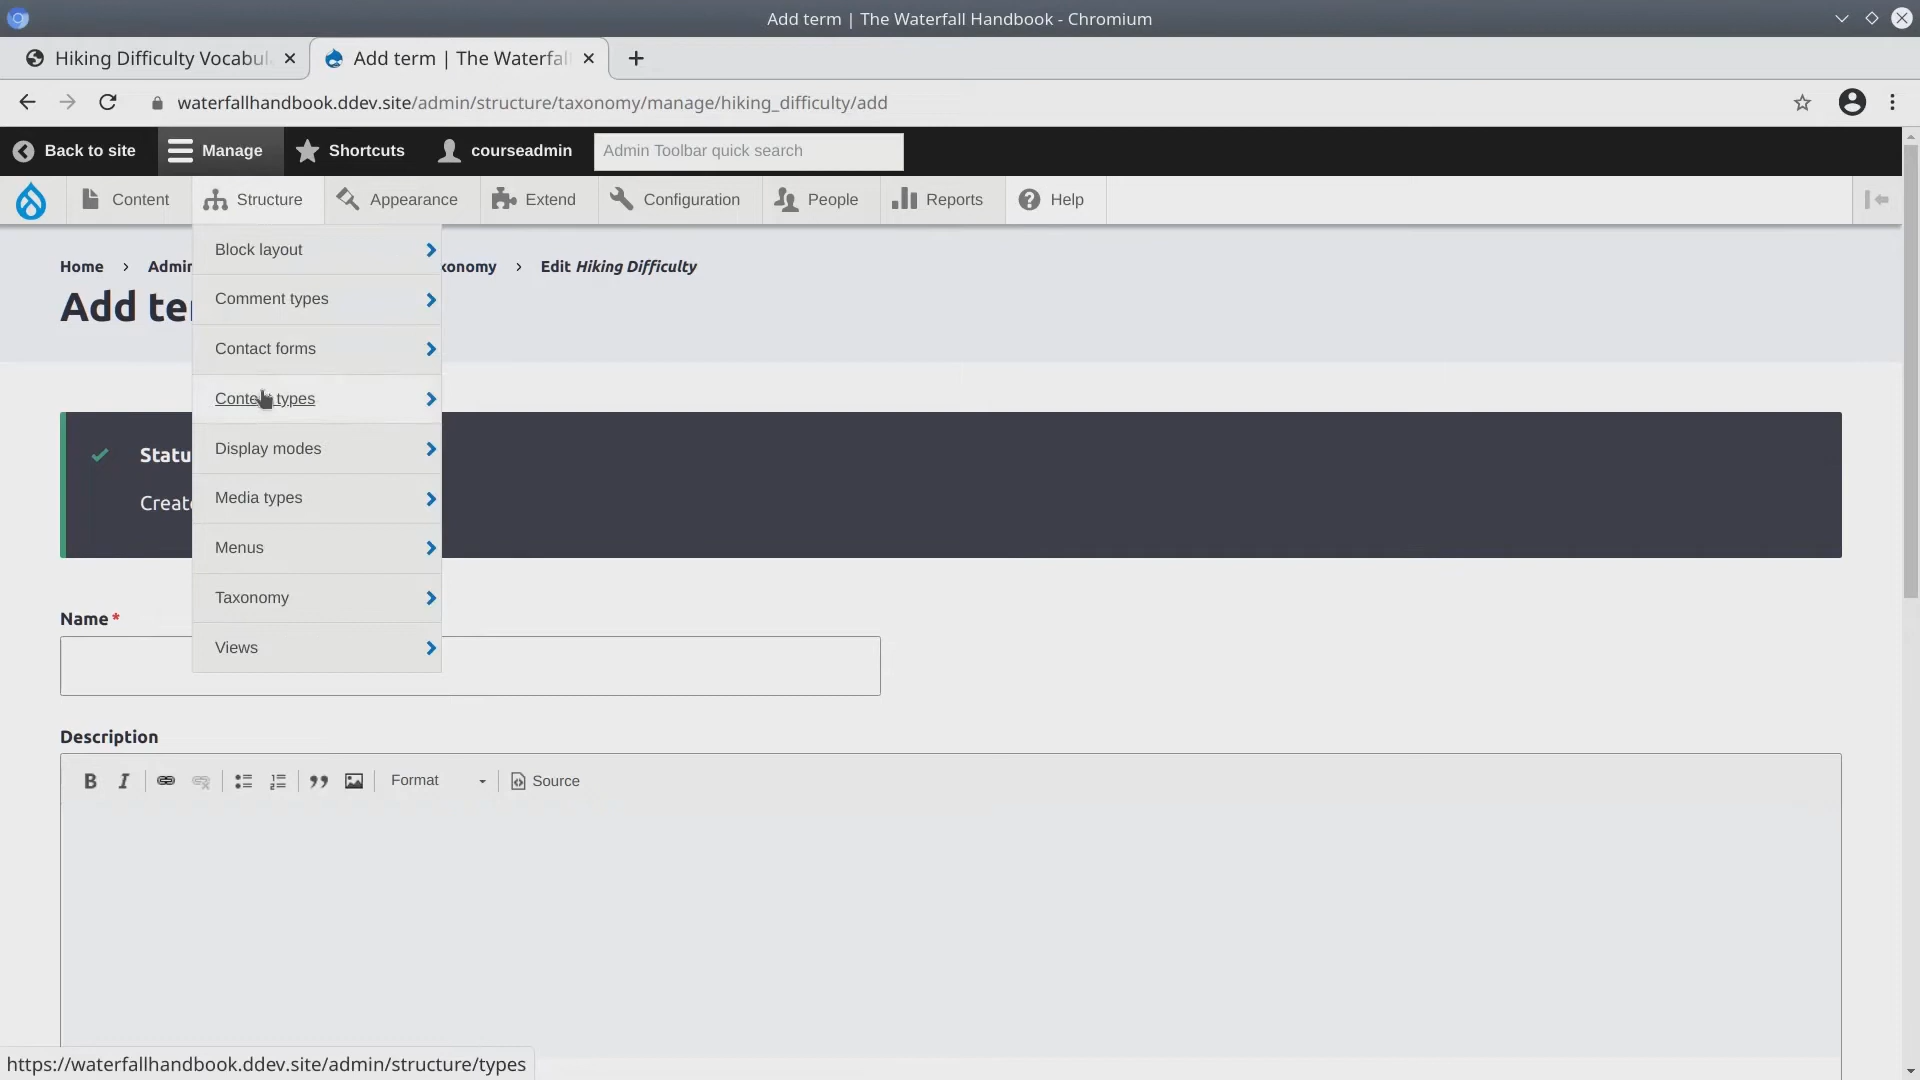 Add term | The Waterfall Handbook - Chromium
Hiking Difficulty Vocabul
Add term | The Waterfal
waterfallhandbook.ddev.site/admin/structure/taxonomy/manage/hiking_difficulty/add
Back to site
Manage
Shortcuts
courseadmin
Admin Toolbar quick search
Content
Structure
Appearance
Extend
Configuration
People
Reports
Help
Block layout
Comment types
Contact forms
Content types
Display modes
Media types
Menus
Taxonomy
Views
Home › Admin
xonomy › Edit Hiking Difficulty
Add te
Statu
Create
Name*
Description
Format
Source
https://waterfallhandbook.ddev.site/admin/structure/types